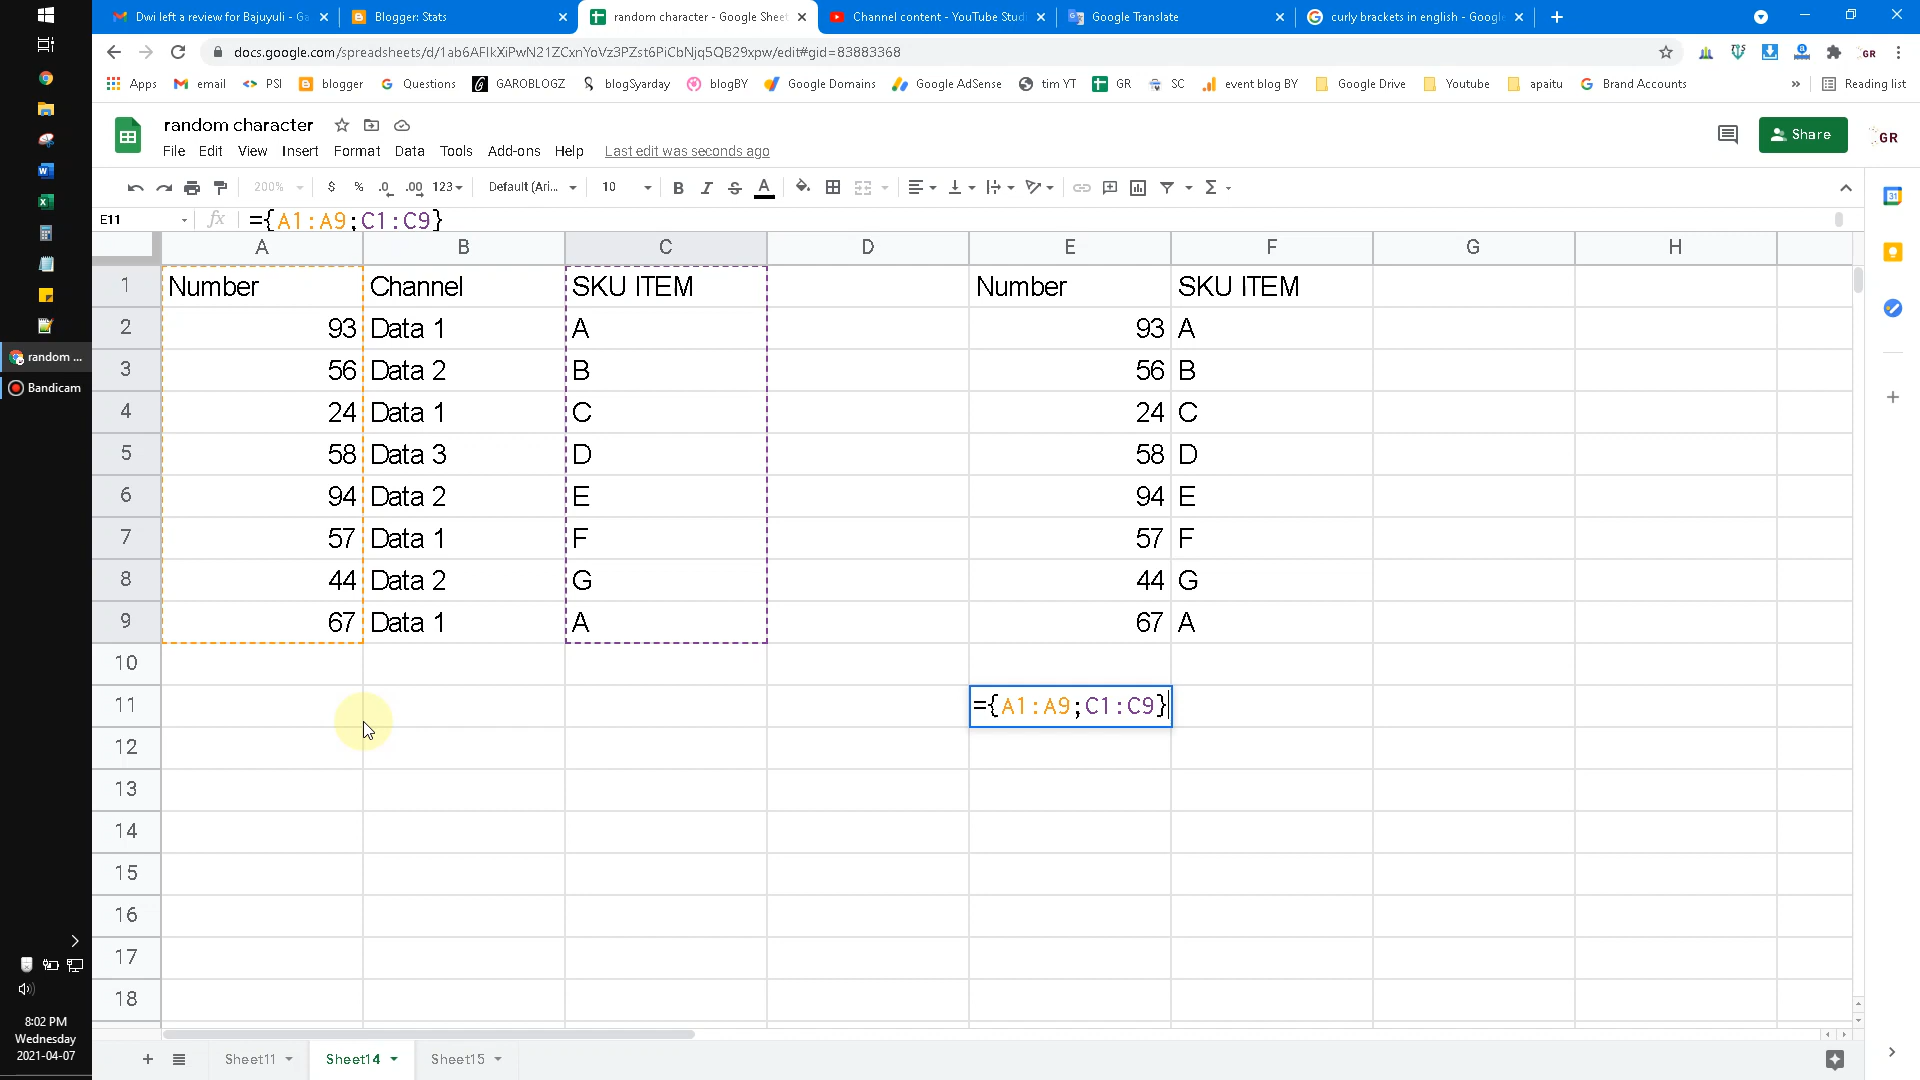 Dwi left a review for Bajuyuli - Ga
Blogger: Stats
random character - Google Sheet
Channel content - YouTube Studi
Google Translate
curly brackets in english - Google
docs.google.com/spreadsheets/d/1ab6AFlkXiPwN21ZCxnYoVz3PZst6PiCbNjq5QB29xpw/edit#gid=83883368
Apps email PSI blogger Questions GAROBLOGZ blogSyarday blogBY Google Domains Google AdSense tim YT GR SC event blog BY Google Drive Youtube apaitu Brand Accounts » Reading list
random character
Share
GR
File Edit View Insert Format Data Tools Add-ons Help Last edit was seconds ago
200% $ % .0 .00 123 Default (Ari... 10 B I S A Σ
E11 fx ={A1:A9;C1:C9}
A B C D E F G H
1 Number Channel SKU ITEM Number SKU ITEM
2 93 Data 1 A 93 A
3 56 Data 2 B 56 B
4 24 Data 1 C 24 C
5 58 Data 3 D 58 D
6 94 Data 2 E 94 E
7 57 Data 1 F 57 F
8 44 Data 2 G 44 G
9 67 Data 1 A 67 A
10
11 ={A1:A9;C1:C9}
12
13
14
15
16
17
18
Sheet11 Sheet14 Sheet15
random ...
Bandicam
8:02 PM
Wednesday
2021-04-07